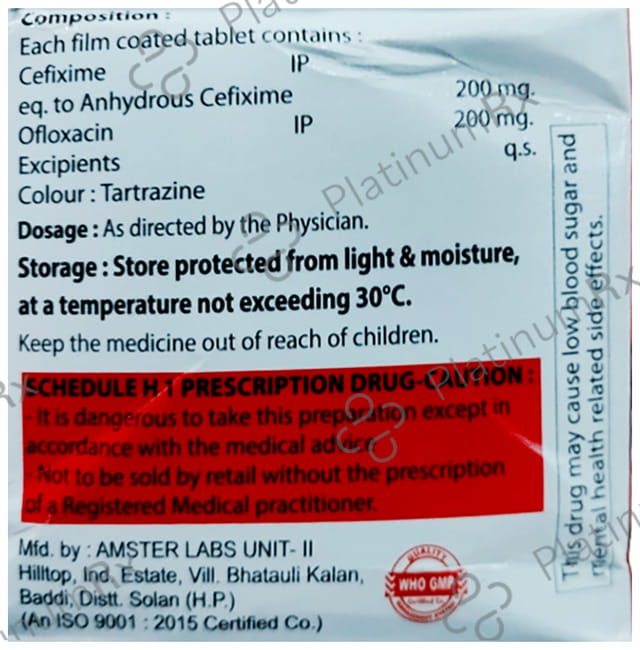 Composition :
Each film coated tablet contains :
Cefixime IP
eq. to Anhydrous Cefixime 200 mg.
Ofloxacin IP 200 mg.
Excipients q.s.
Colour : Tartrazine
Dosage : As directed by the Physician.
Storage : Store protected from light & moisture,
at a temperature not exceeding 30°C.
Keep the medicine out of reach of children.
SCHEDULE H 1 PRESCRIPTION DRUG-CAUTION :
- It is dangerous to take this preparation except in
accordance with the medical advice
- Not to be sold by retail without the prescription
of a Registered Medical practitioner.
Mfd. by : AMSTER LABS UNIT- II
Hilltop, Ind. Estate, Vill. Bhatauli Kalan,
Baddi, Distt. Solan (H.P.)
(An ISO 9001 : 2015 Certified Co.)
QUALITY
WHO GMP
Certified Co.
This drug may cause low blood sugar and
mental health related side effects.
PlatinumRx
PlatinumRx
PlatinumRx